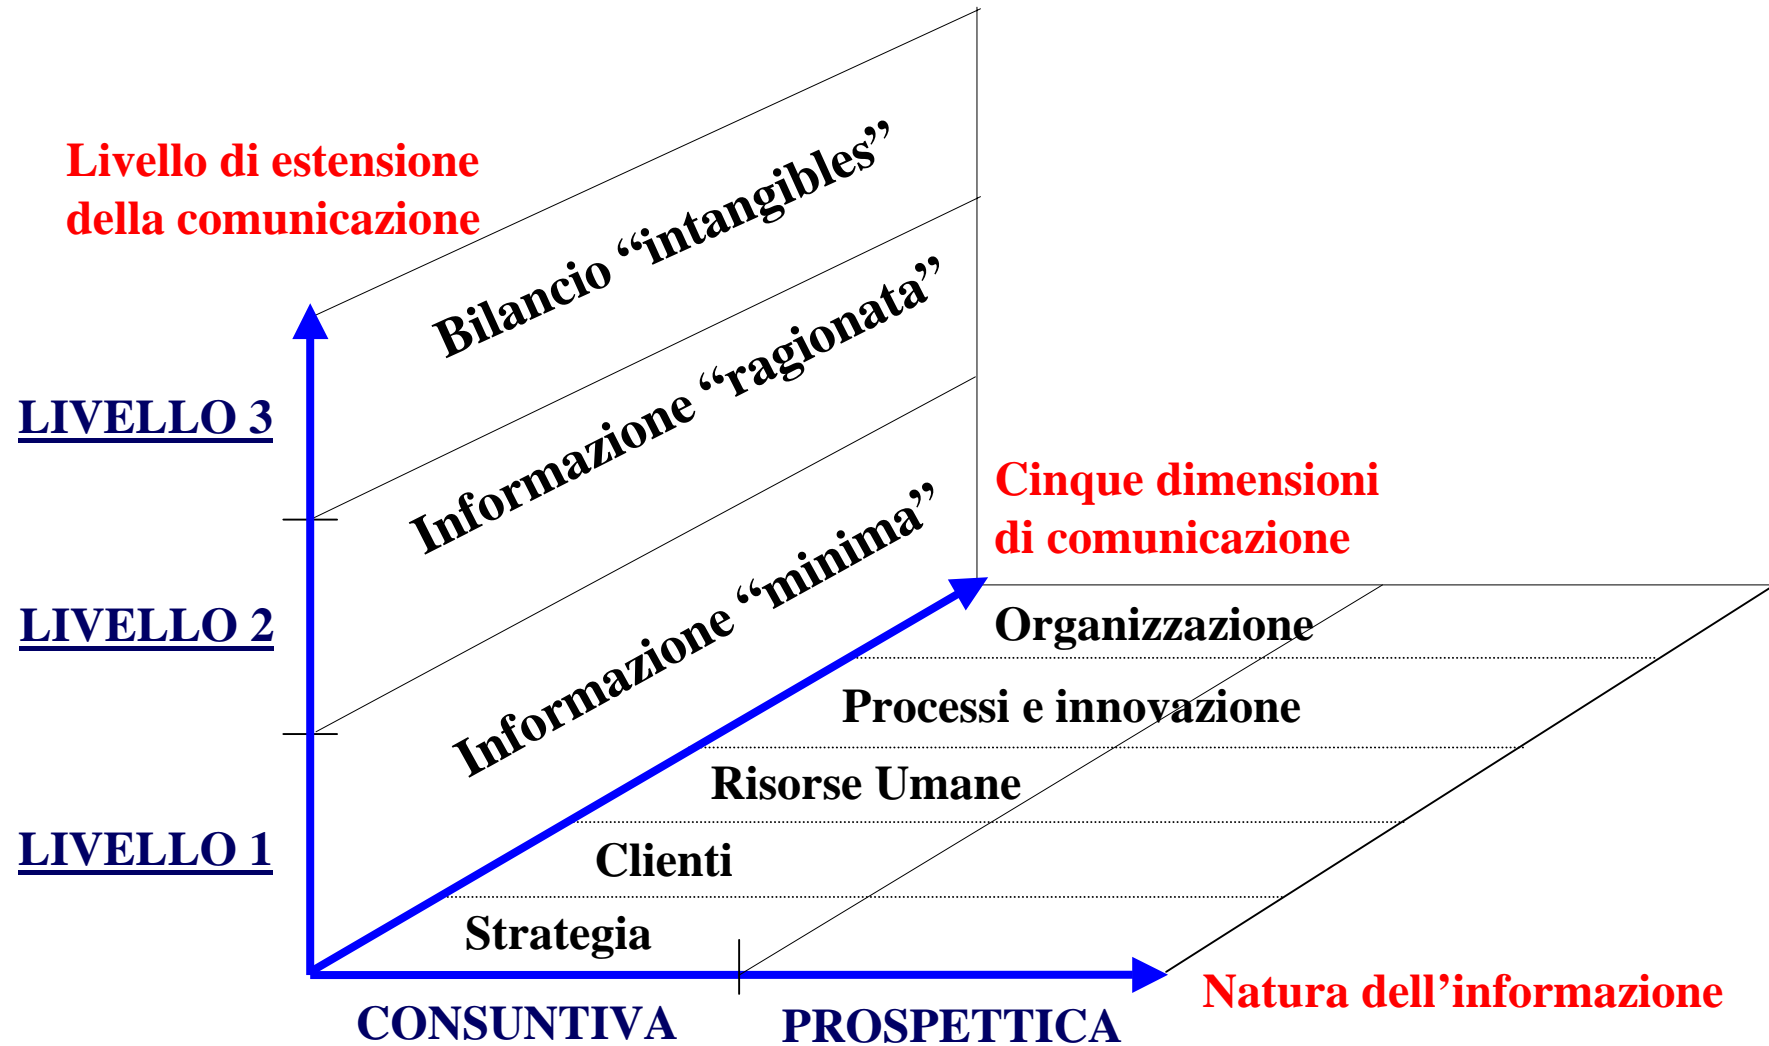 Livello di estensione
della comunicazione
Bilancio “intangibles”
Informazione “ragionata”
Informazione “minima”
LIVELLO 3
LIVELLO 2
LIVELLO 1
Cinque dimensioni
di comunicazione
Organizzazione
Processi e innovazione
Risorse Umane
Clienti
Strategia
Natura dell’informazione
CONSUNTIVA
PROSPETTICA